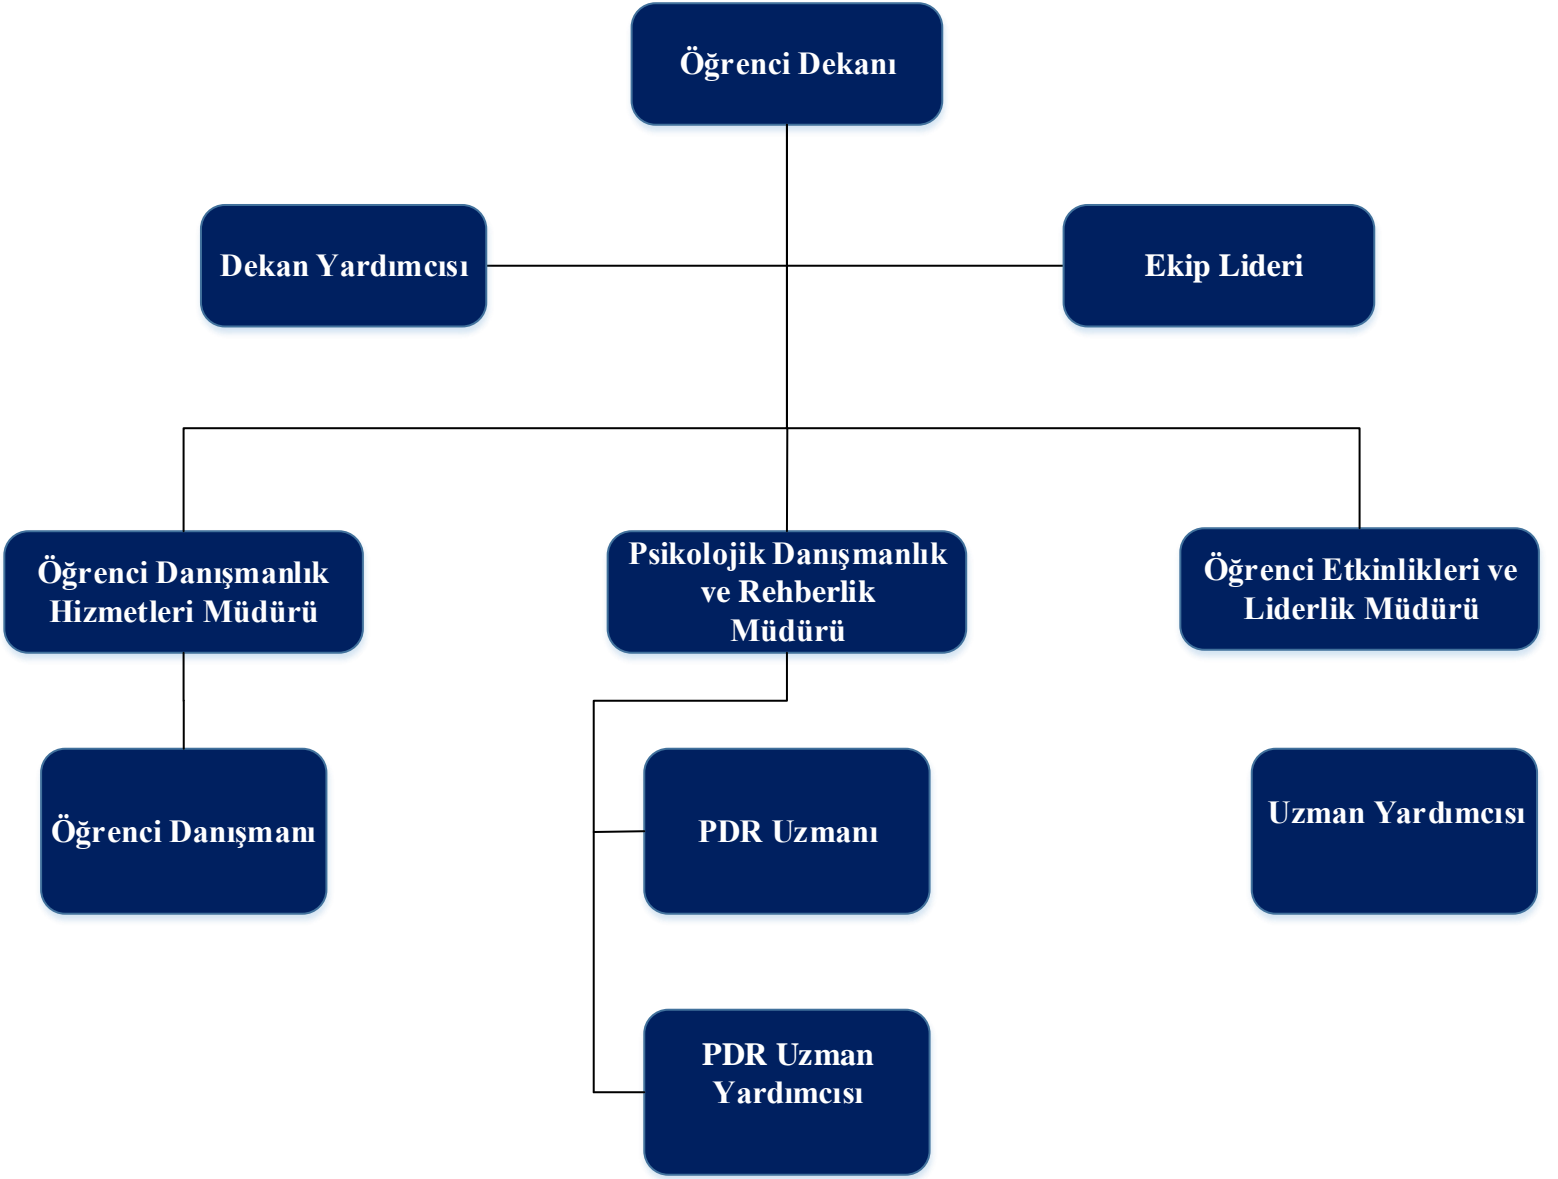 Öğrenci Dekanı
Dekan Yardımcısı
Ekip Lideri
Öğrenci Danışmanlık
Hizmetleri Müdürü
Psikolojik Danışmanlık
ve Rehberlik
Müdürü
Öğrenci Etkinlikleri ve
Liderlik Müdürü
Öğrenci Danışmanı
PDR Uzmanı
Uzman Yardımcısı
PDR Uzman
Yardımcısı